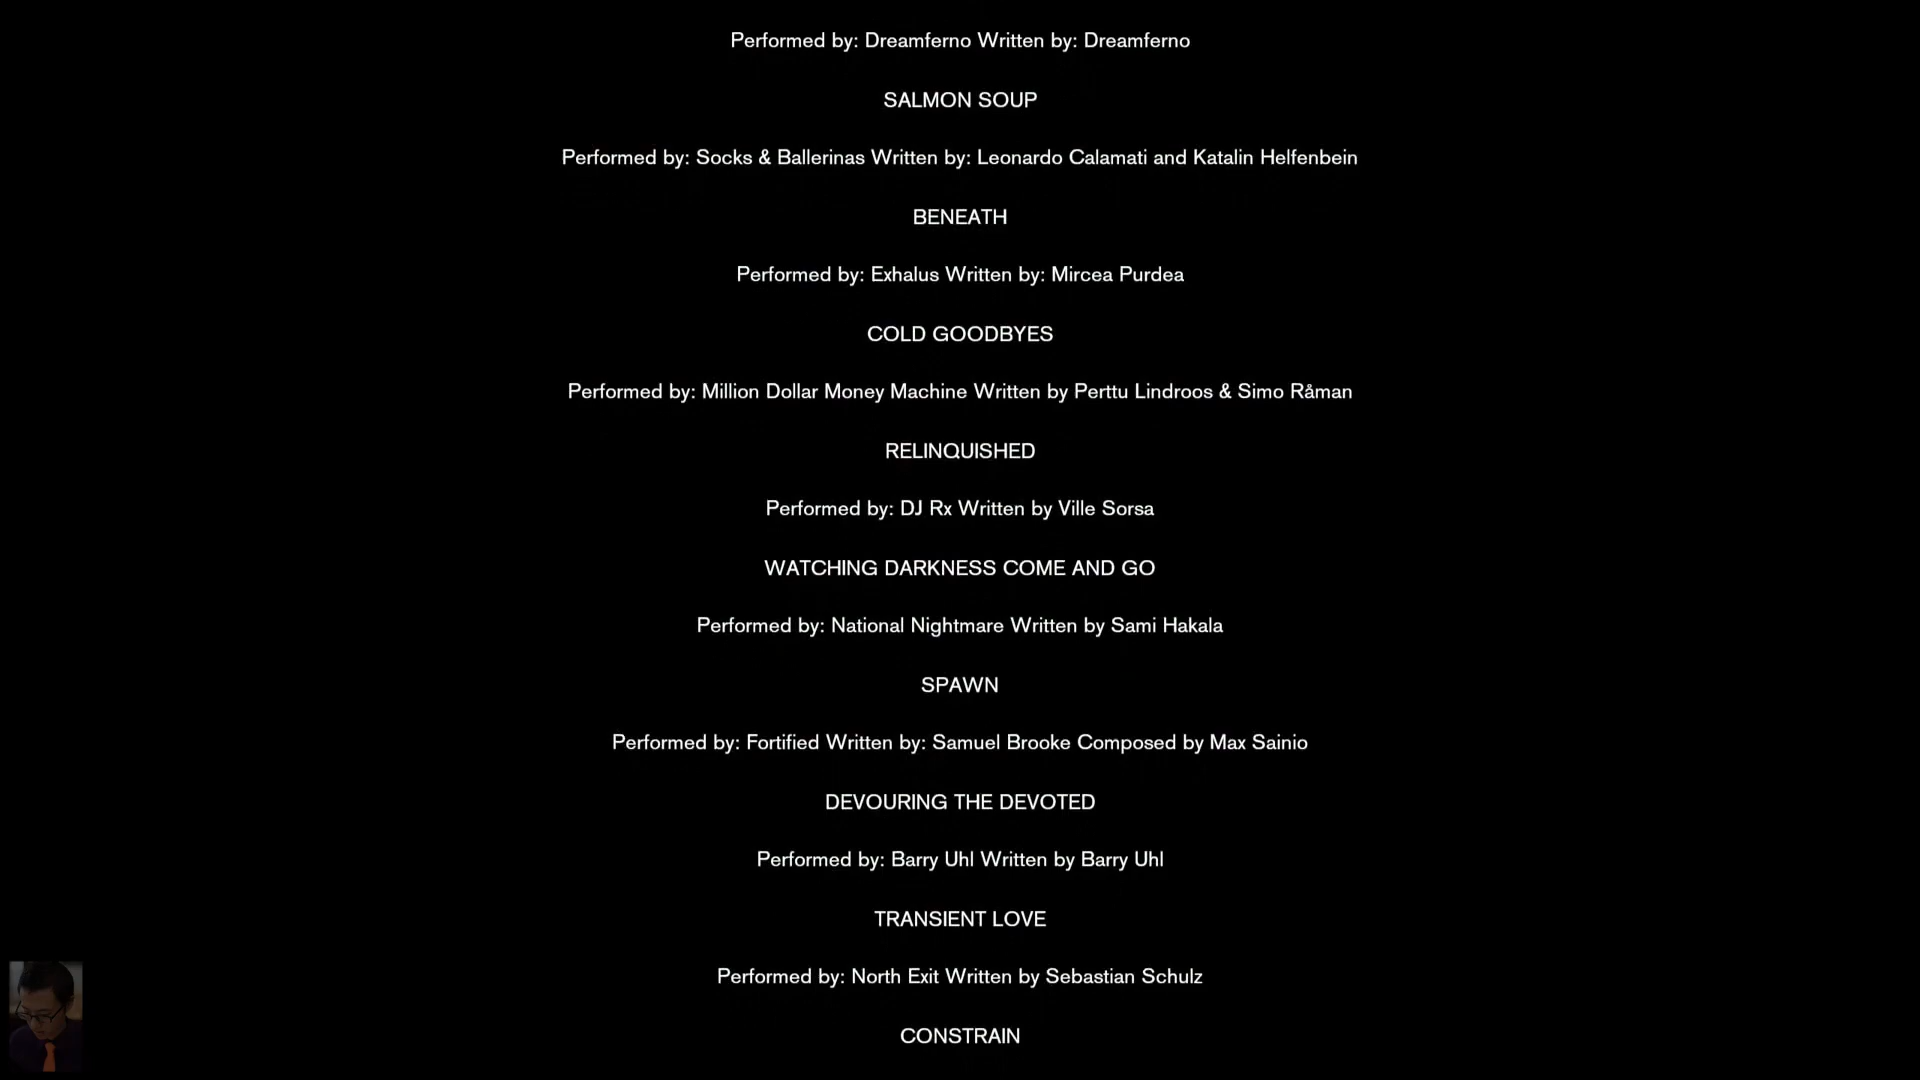 Performed by: Dreamferno Written by: Dreamferno
SALMON SOUP
Performed by: Socks & Ballerinas Written by: Leonardo Calamati and Katalin Helfenbein
BENEATH
Performed by: Exhalus Written by: Mircea Purdea
COLD GOODBYES
Performed by: Million Dollar Money Machine Written by Perttu Lindroos & Simo Råman
RELINQUISHED
Performed by: DJ Rx Written by Ville Sorsa
WATCHING DARKNESS COME AND GO
Performed by: National Nightmare Written by Sami Hakala
SPAWN
Performed by: Fortified Written by: Samuel Brooke Composed by Max Sainio
DEVOURING THE DEVOTED
Performed by: Barry Uhl Written by Barry Uhl
TRANSIENT LOVE
Performed by: North Exit Written by Sebastian Schulz
CONSTRAIN